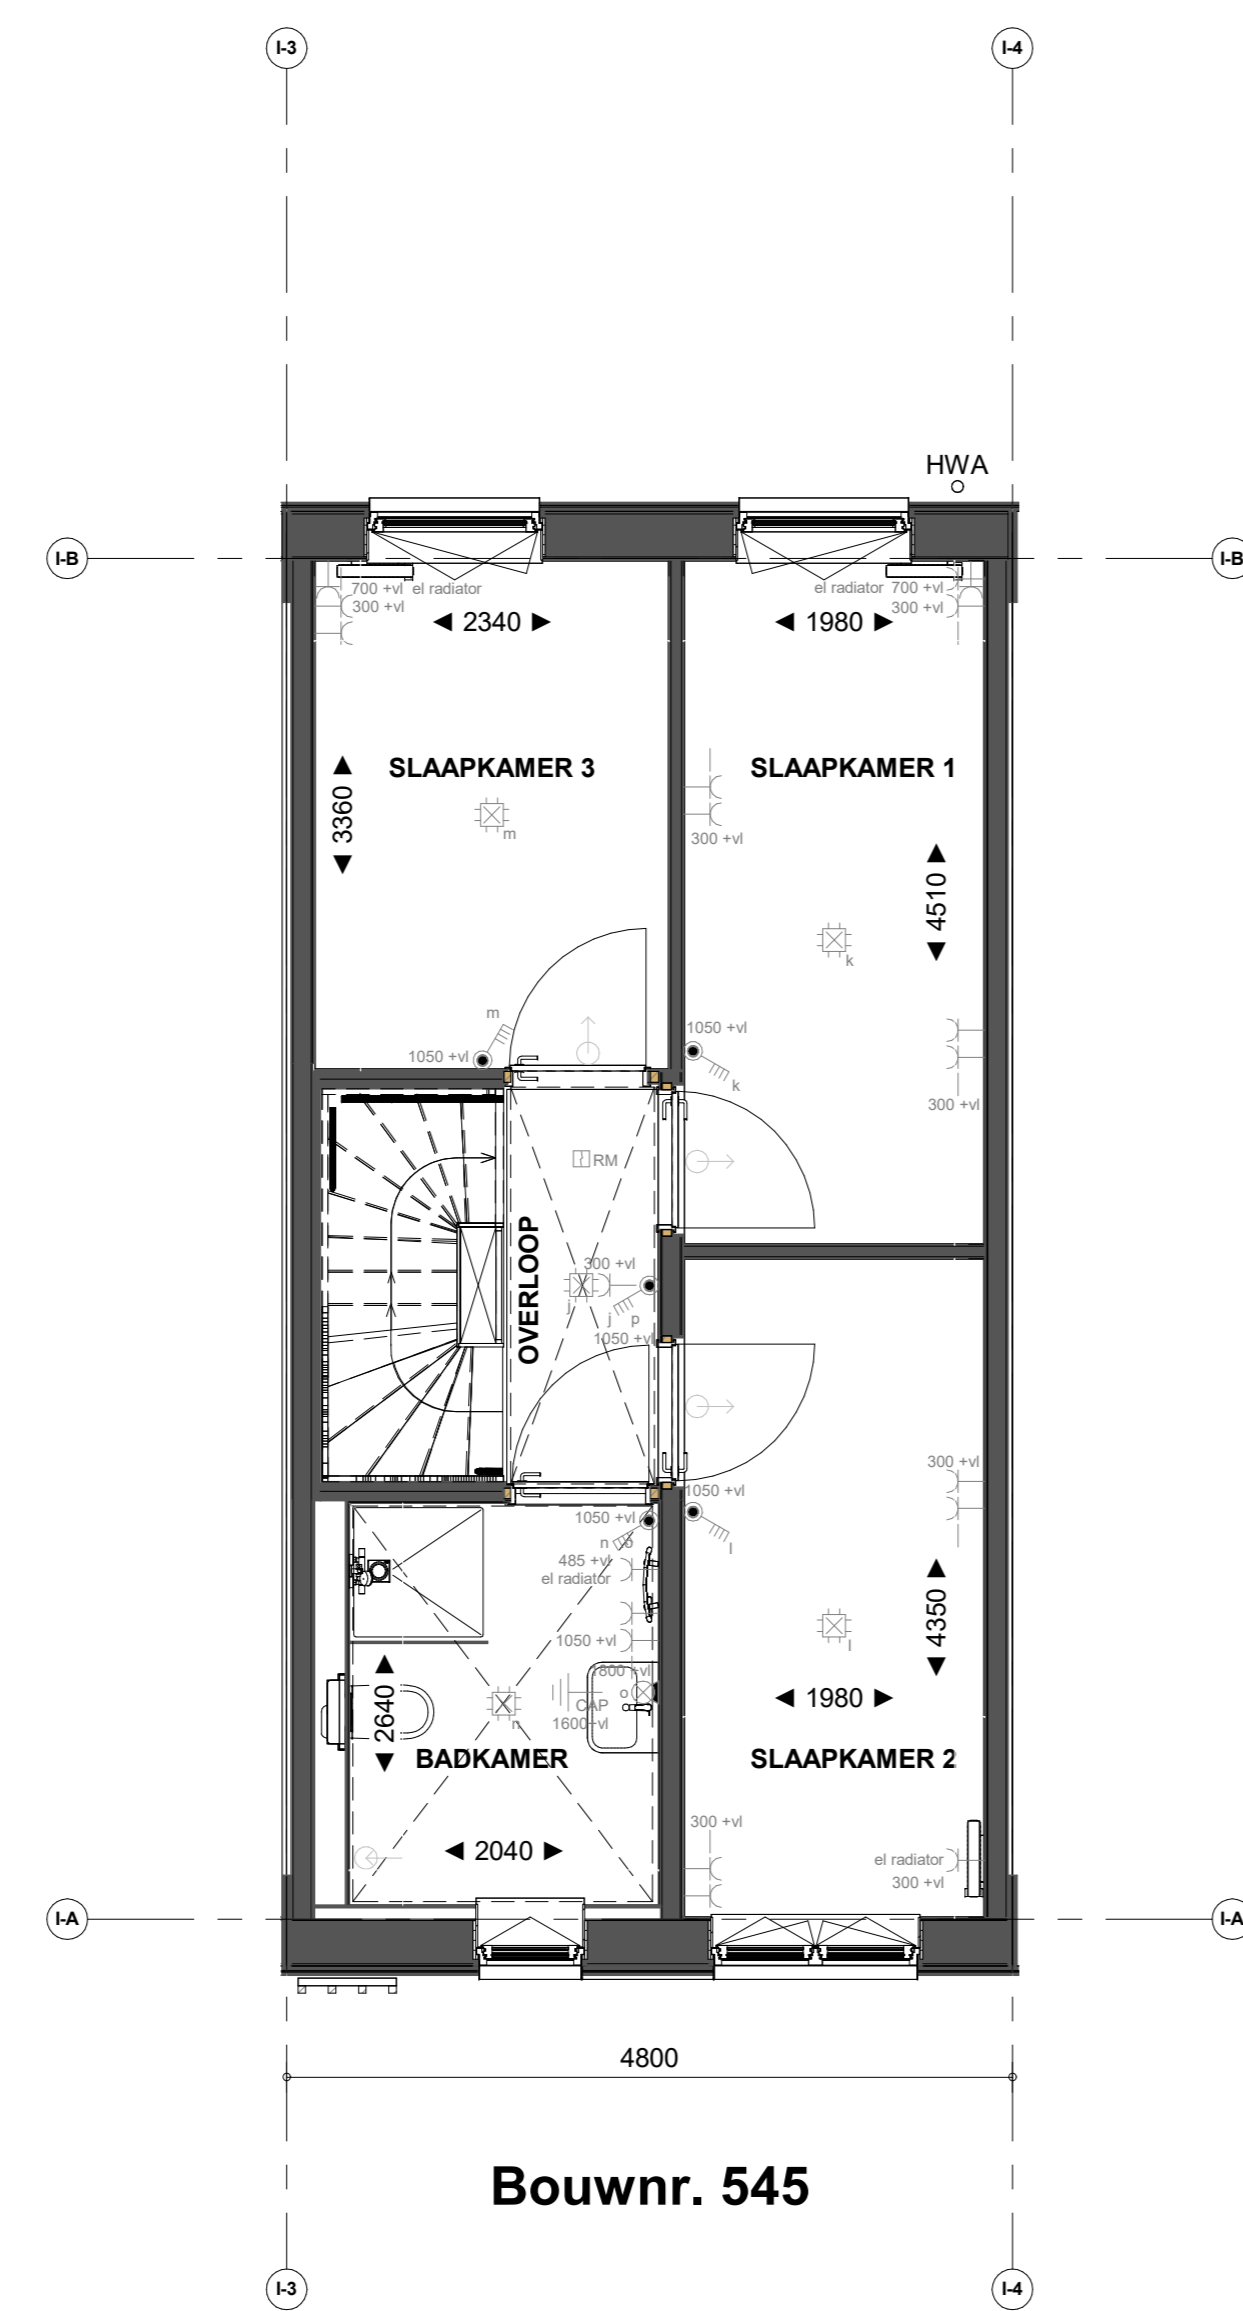 I-3
I-4
HWA
I-B
I-B
700 +vl el radiator
300 +vl
el radiator 700 +vl
300 +vl
◄ 2340 ►
◄ 1980 ►
SLAAPKAMER 3
SLAAPKAMER 1
◄ 3360 ►
m
300 +vl
◄ 4510 ►
k
m
1050 +vl
1050 +vl
k
300 +vl
RM
OVERLOOP
300 +vl
j
j p
1050 +vl
300 +vl
1050 +vl
1050 +vl
n o
l
485 +vl
el radiator
◄ 4350 ►
1050 +vl
l
1800 +vl
o
CAP
1600+vl
n
◄ 2640 ►
◄ 1980 ►
BADKAMER
SLAAPKAMER 2
300 +vl
◄ 2040 ►
el radiator
300 +vl
I-A
I-A
4800
Bouwnr. 545
I-3
I-4